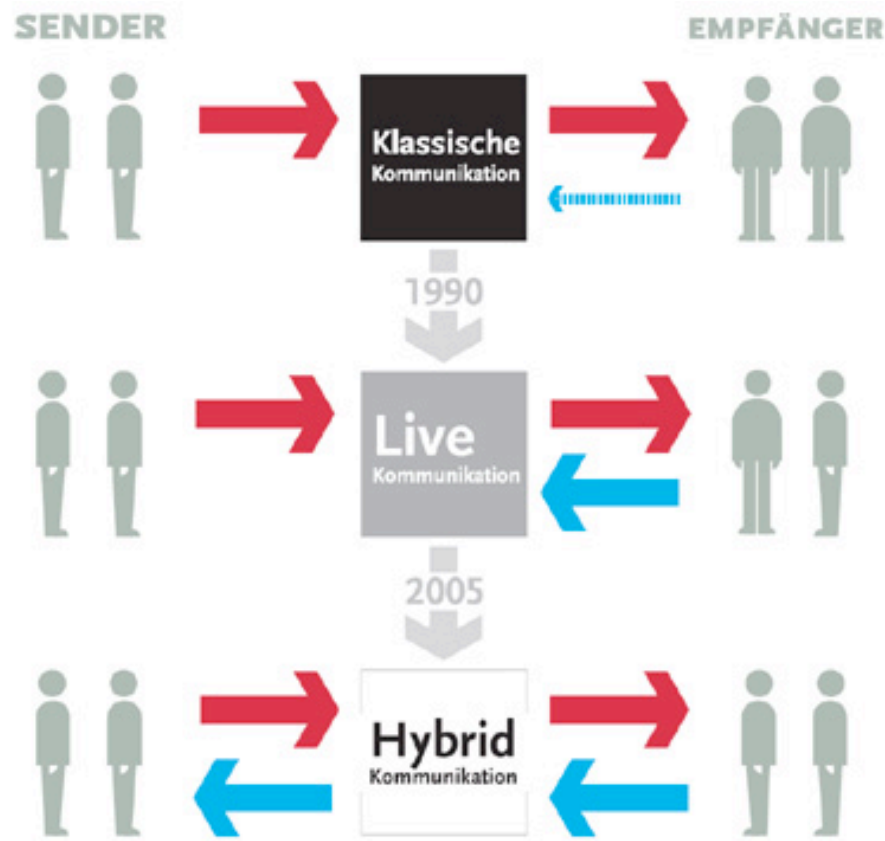 SENDER
EMPFÄNGER
Klassische
Kommunikation
1990
Live
Kommunikation
2005
Hybrid
Kommunikation